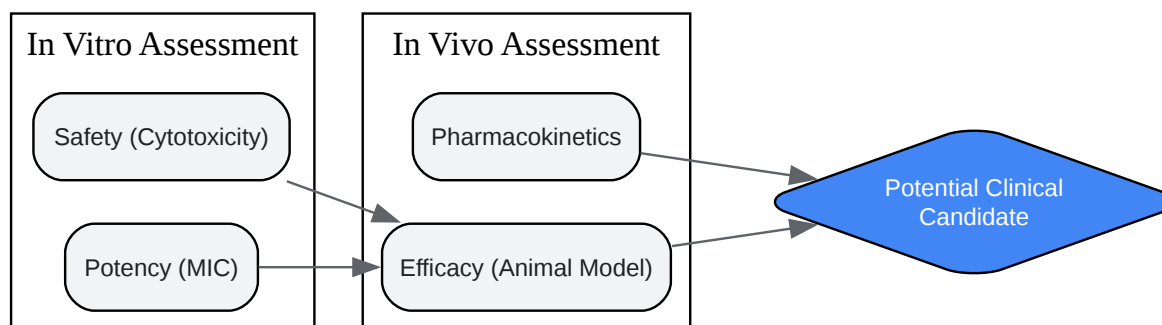 In Vitro Assessment
Safety (Cytotoxicity)
Potency (MIC)
In Vivo Assessment
Pharmacokinetics
Efficacy (Animal Model)
Potential Clinical
Candidate